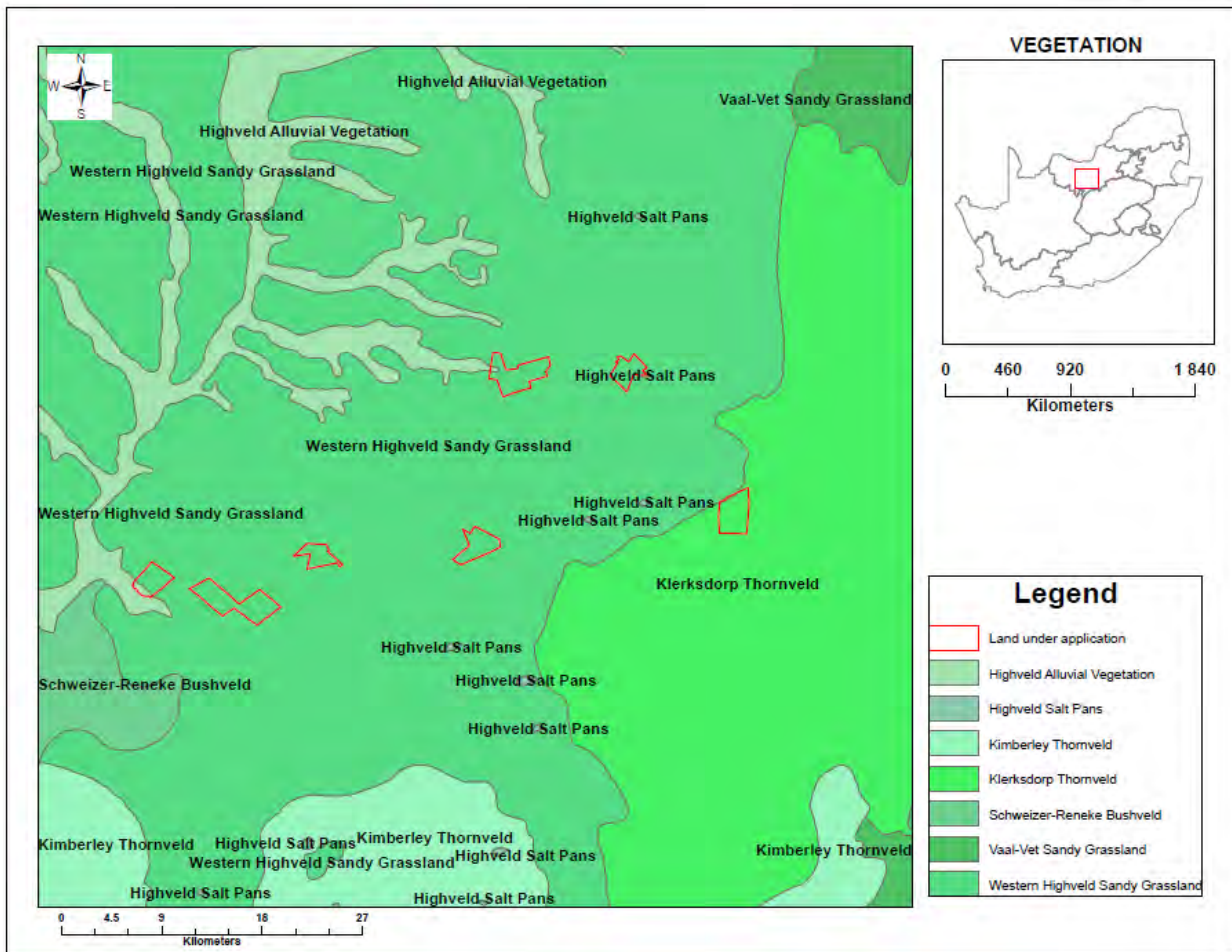 VEGETATION
N
W E
S
Highveld Alluvial Vegetation
Vaal-Vet Sandy Grassland
Highveld Alluvial Vegetation
Western Highveld Sandy Grassland
Western Highveld Sandy Grassland
Highveld Salt Pans
Highveld Salt Pans
Western Highveld Sandy Grassland
Highveld Salt Pans
Western Highveld Sandy Grassland
Highveld Salt Pans
Klerksdorp Thornveld
Highveld Salt Pans
Highveld Salt Pans
Schweizer-Reneke Bushveld
Highveld Salt Pans
Kimberley Thornveld
Highveld Salt Pans
Kimberley Thornveld
Kimberley Thornveld
Highveld Salt Pans
Western Highveld Sandy Grassland
Highveld Salt Pans
Highveld Salt Pans
0 4.5 9 18 27
Kilometers
0 460 920 1 840
Kilometers
Legend
Land under application
Highveld Alluvial Vegetation
Highveld Salt Pans
Kimberley Thornveld
Klerksdorp Thornveld
Schweizer-Reneke Bushveld
Vaal-Vet Sandy Grassland
Western Highveld Sandy Grassland